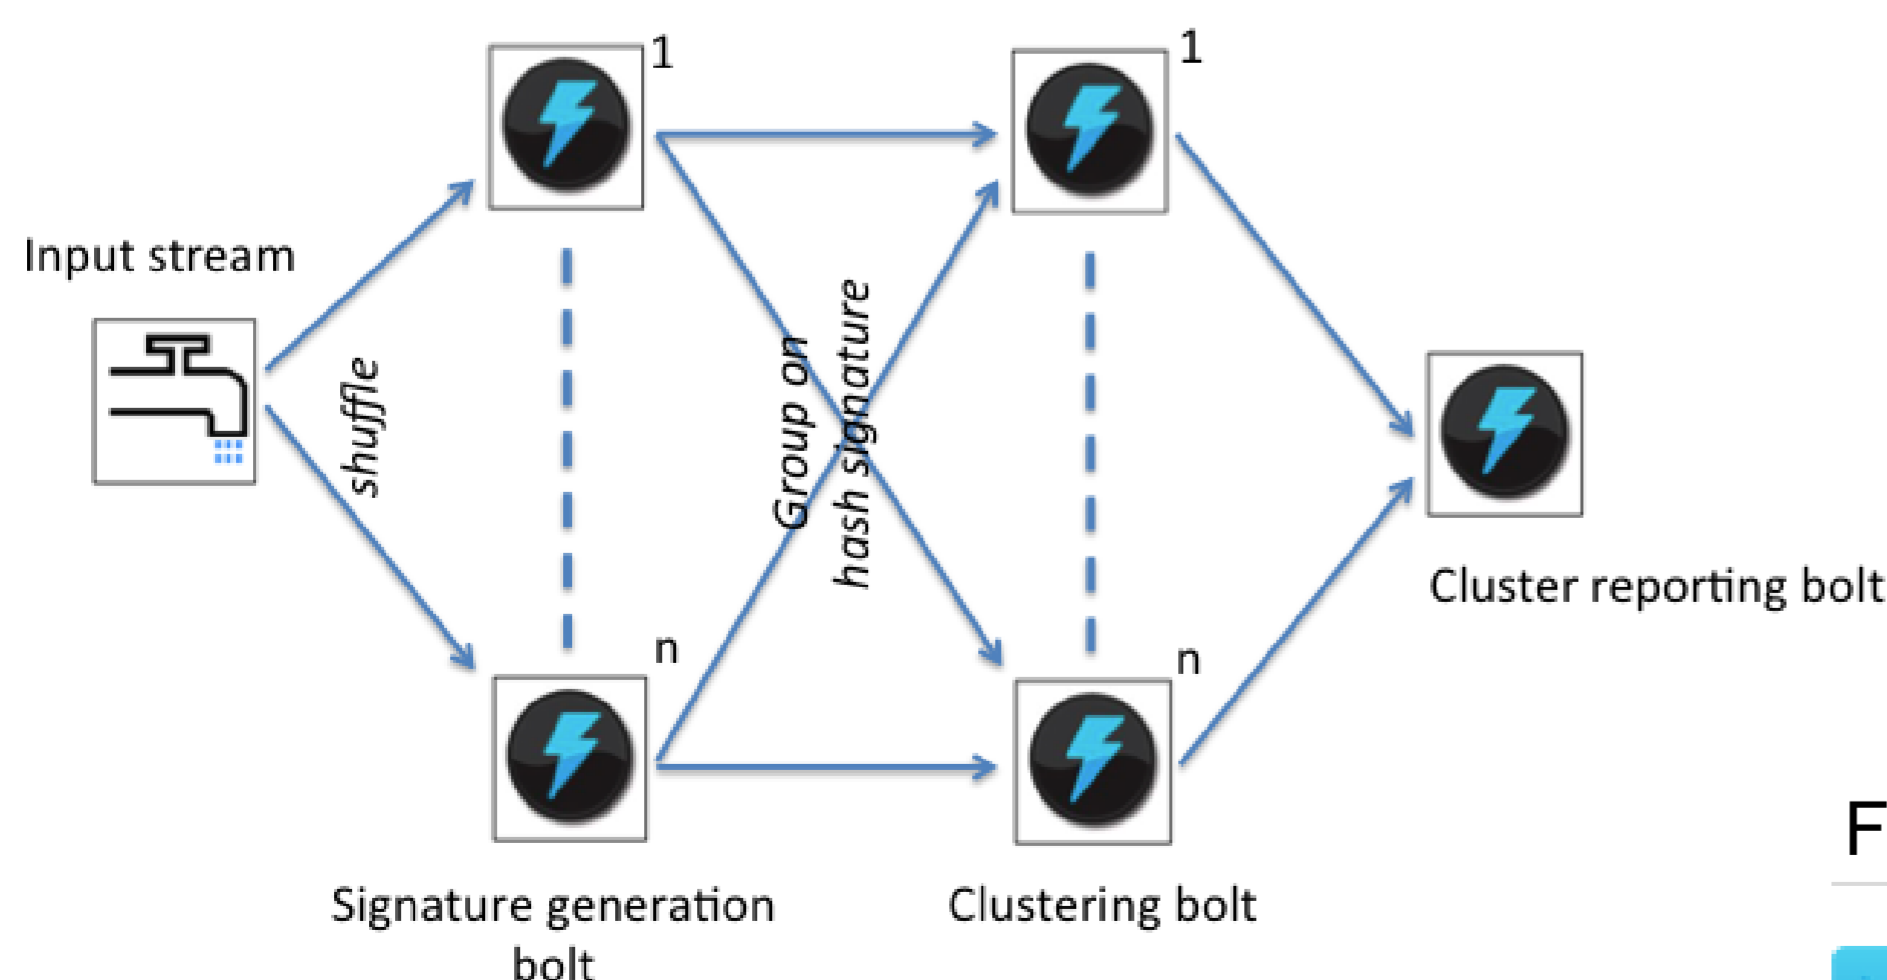 1
1
Input stream
shuffle
Group on
hash signature
n
n
Cluster reporting bolt
Signature generation
bolt
Clustering bolt
F